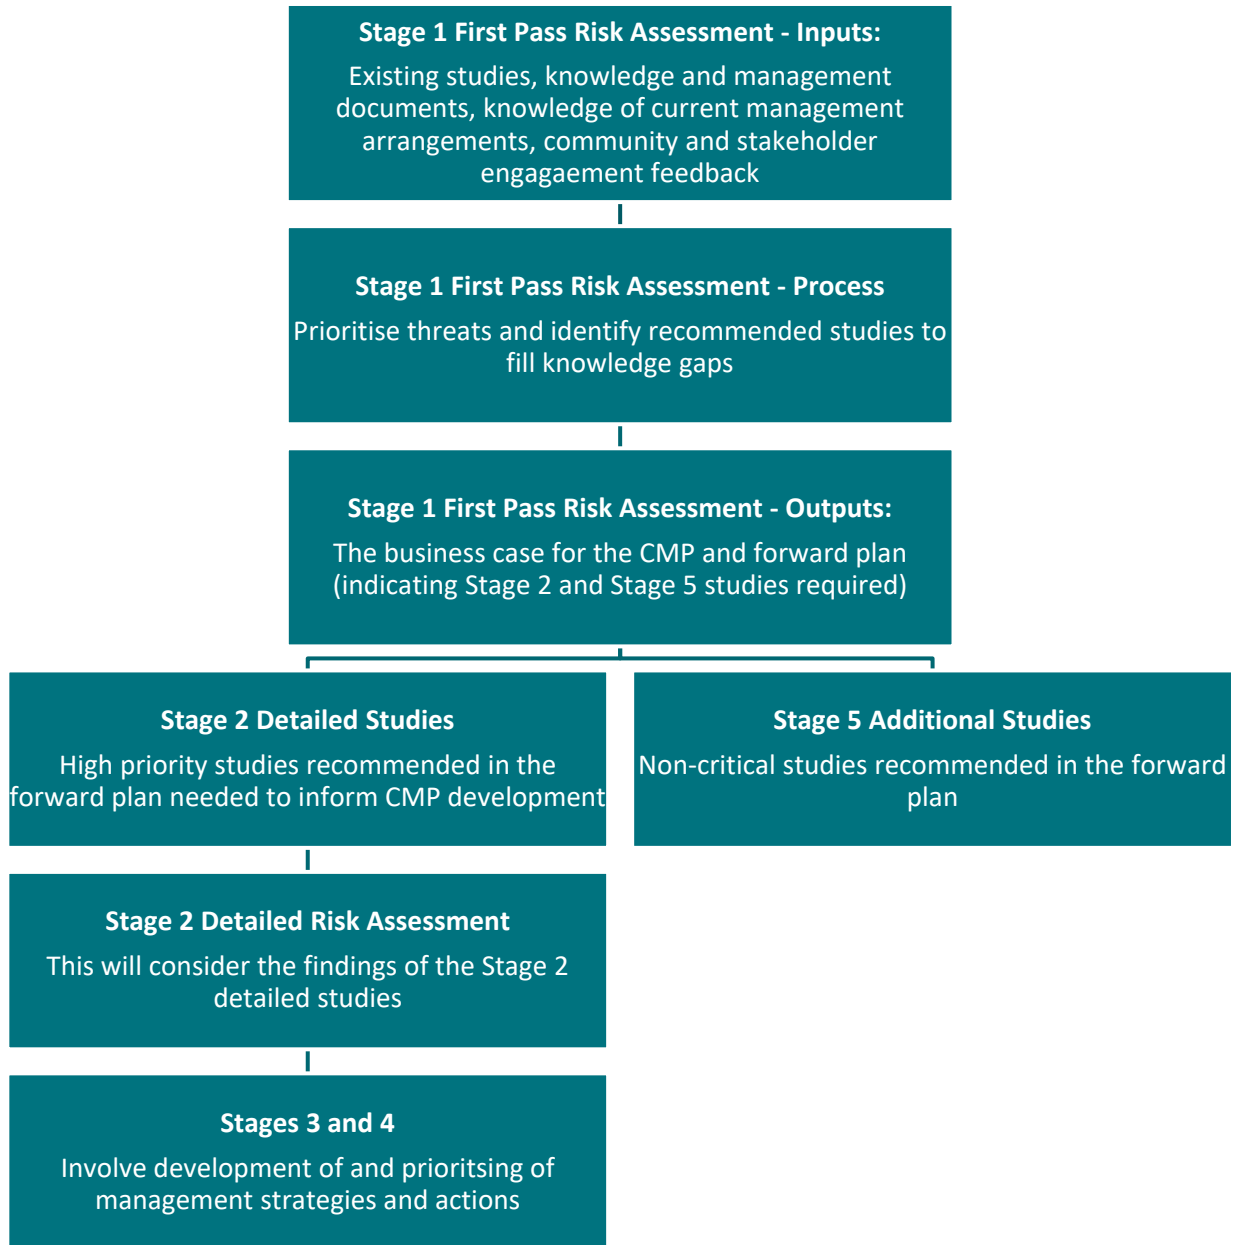 Stage 1 First Pass Risk Assessment - Inputs:
Existing studies, knowledge and management
documents, knowledge of current management
arrangements, community and stakeholder
engagaement feedback
Stage 1 First Pass Risk Assessment - Process
Prioritise threats and identify recommended studies to
fill knowledge gaps
Stage 1 First Pass Risk Assessment - Outputs:
The business case for the CMP and forward plan
(indicating Stage 2 and Stage 5 studies required)
Stage 2 Detailed Studies
High priority studies recommended in the
forward plan needed to inform CMP development
Stage 5 Additional Studies
Non-critical studies recommended in the forward
plan
Stage 2 Detailed Risk Assessment
This will consider the findings of the Stage 2
detailed studies
Stages 3 and 4
Involve development of and prioritsing of
management strategies and actions